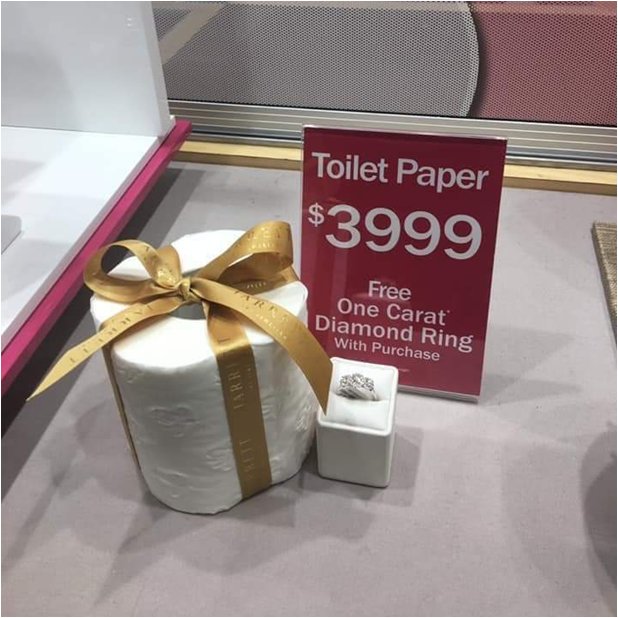 Toilet Paper
$3999
Free
One Carat*
Diamond Ring
With Purchase